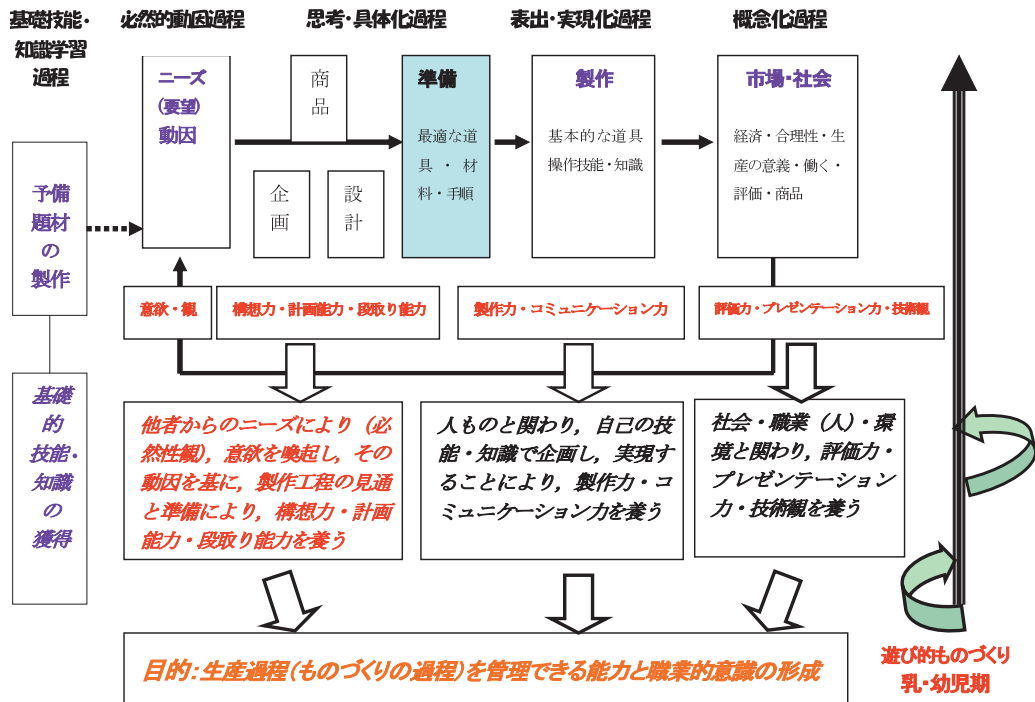 基礎技能・
知識学習
過程
必然的動因過程
思考・具体化過程
表出・実現化過程
概念化過程
ニーズ
(要望)
動因
商
品
企
画
設
計
準備
最適な道
具・材
料・手順
製作
基本的な道具
操作技能・知識
市場・社会
経済・合理性・生
産の意義・働く・
評価・商品
予備
題材
の
製作
意欲・観
構想力・計画能力・段取り能力
製作力・コミュニケーション力
評価力・プレゼンテーション力・技術観
基礎
的
技能・
知識
の
獲得
他者からのニーズにより（必
然性観），意欲を喚起し，その
動因を基に，製作工程の見通
と準備により，構想力・計画
能力・段取り能力を養う
人ものと関わり，自己の技
能・知識で企画し，実現す
ることにより，製作力・コ
ミュニケーション力を養う
社会・職業（人）・環
境と関わり，評価力・
プレゼンテーション
力・技術観を養う
目的：生産過程（ものづくりの過程）を管理できる能力と職業的意識の形成
遊び的ものづくり
乳・幼児期